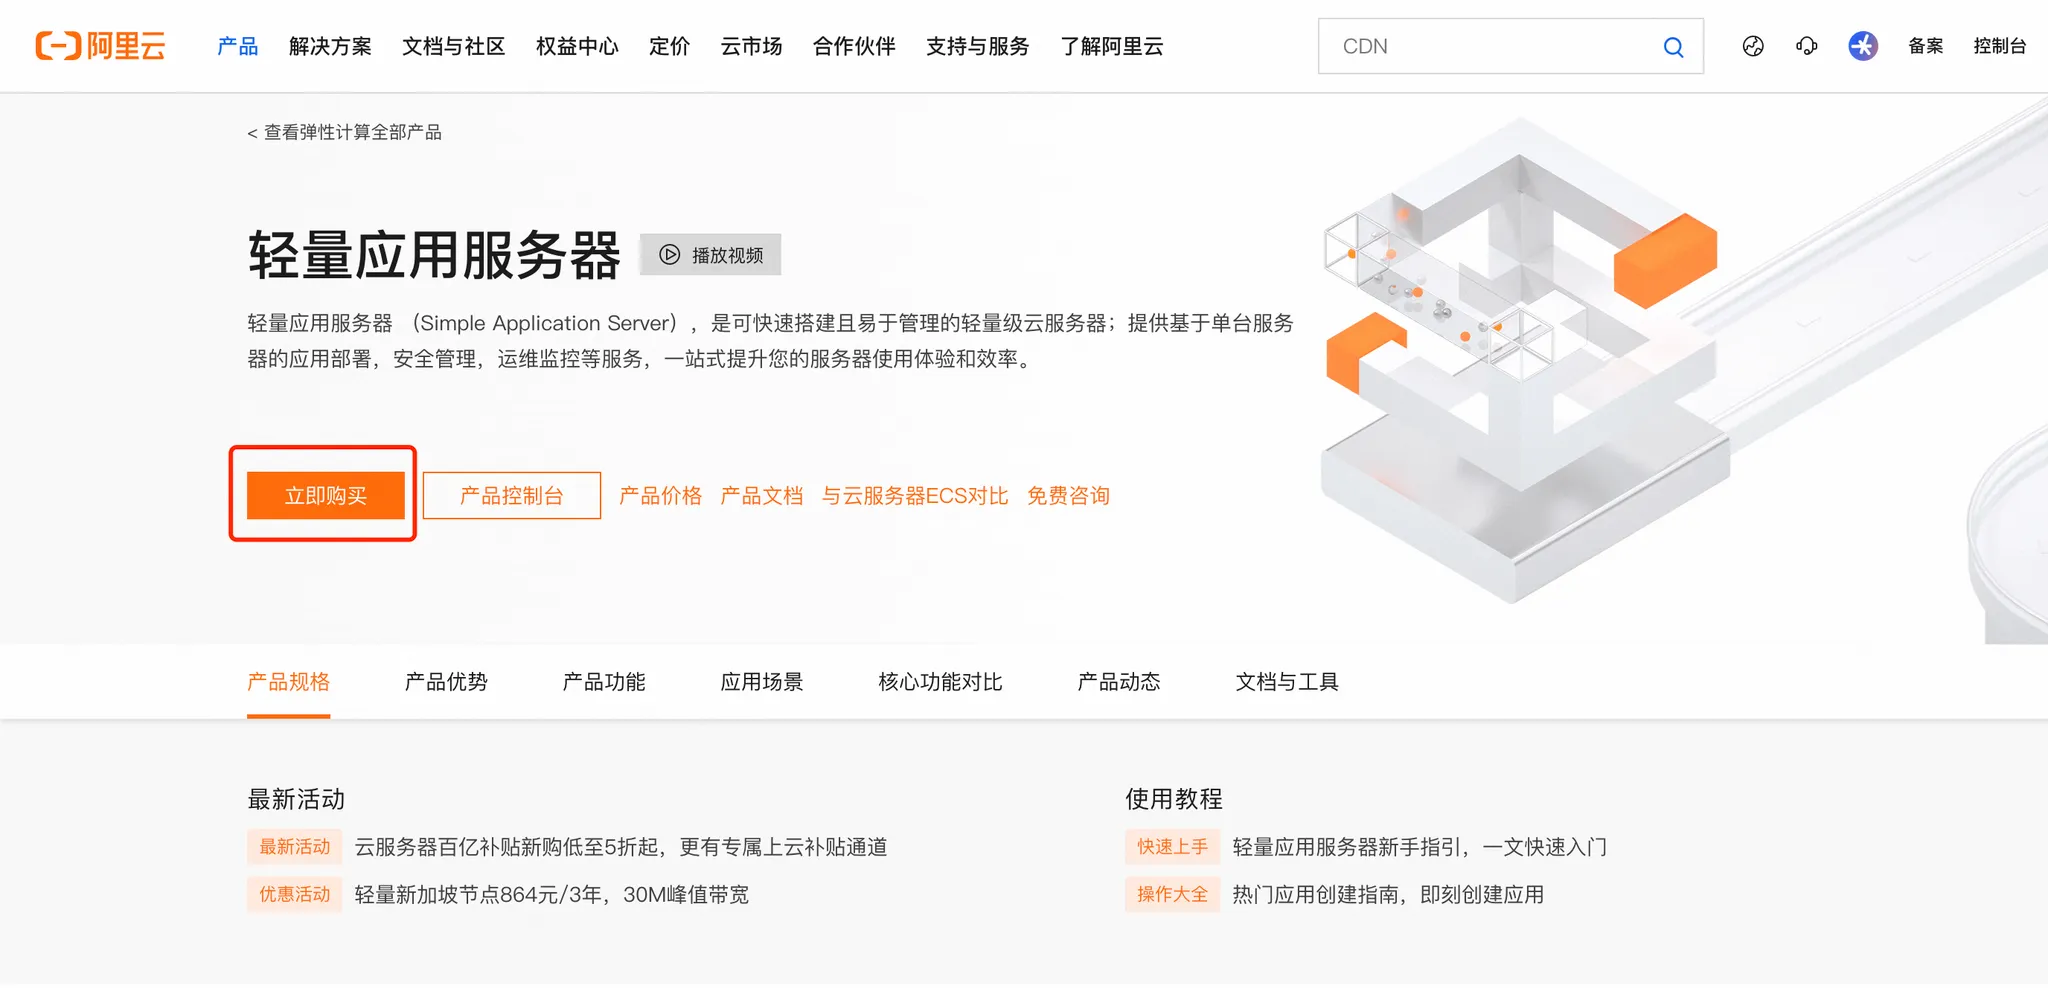 阿里云 产品 解决方案 文档与社区 权益中心 定价 云市场 合作伙伴 支持与服务 了解阿里云 CDN 备案 控制台
< 查看弹性计算全部产品
轻量应用服务器 播放视频
轻量应用服务器 （Simple Application Server），是可快速搭建且易于管理的轻量级云服务器；提供基于单台服务
器的应用部署，安全管理，运维监控等服务，一站式提升您的服务器使用体验和效率。
立即购买 产品控制台 产品价格 产品文档 与云服务器ECS对比 免费咨询
产品规格 产品优势 产品功能 应用场景 核心功能对比 产品动态 文档与工具
最新活动
最新活动 云服务器百亿补贴新购低至5折起，更有专属上云补贴通道
优惠活动 轻量新加坡节点864元/3年，30M峰值带宽
使用教程
快速上手 轻量应用服务器新手指引，一文快速入门
操作大全 热门应用创建指南，即刻创建应用